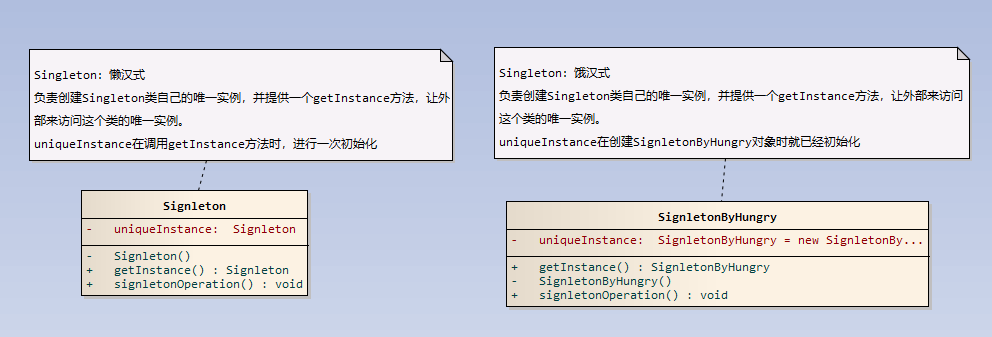 Singleton: 懒汉式
负责创建Singleton类自己的唯一实例，并提供一个getInstance方法，让外
部来访问这个类的唯一实例。
uniqueInstance在调用getInstance方法时，进行一次初始化
Signleton
- uniqueInstance: Signleton
- Signleton()
+ getInstance() : Signleton
+ signletonOperation() : void
Singleton: 饿汉式
负责创建Singleton类自己的唯一实例，并提供一个getInstance方法，让外部来访问
这个类的唯一实例。
uniqueInstance在创建SignletonByHungry对象时就已经初始化
SignletonByHungry
- uniqueInstance: SignletonByHungry = new SignletonBy...
+ getInstance() : SignletonByHungry
- SignletonByHungry()
+ signletonOperation() : void